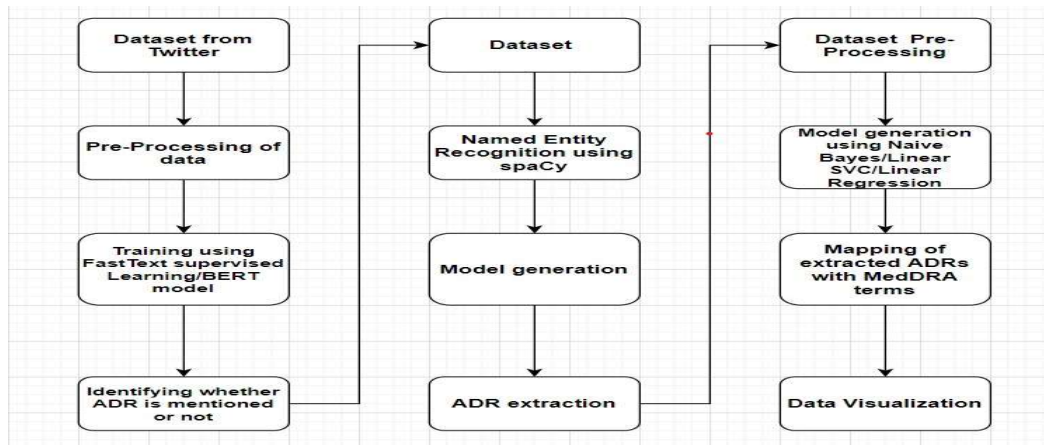 Dataset from
Twitter
Pre-Processing of
data
Training using
FastText supervised
Learning/BERT
model
Identifying whether
ADR is mentioned
or not
Dataset
Named Entity
Recognition using
spaCy
Model generation
ADR extraction
Dataset Pre-
Processing
Model generation
using Naive
Bayes/Linear
SVC/Linear
Regression
Mapping of
extracted ADRs
with MedDRA
terms
Data Visualization